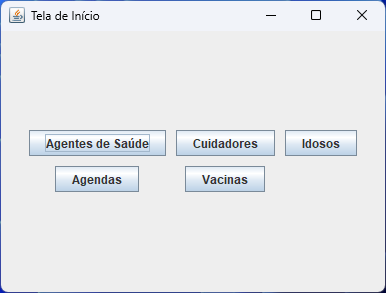 Tela de Início
Agentes de Saúde Cuidadores Idosos
Agendas Vacinas